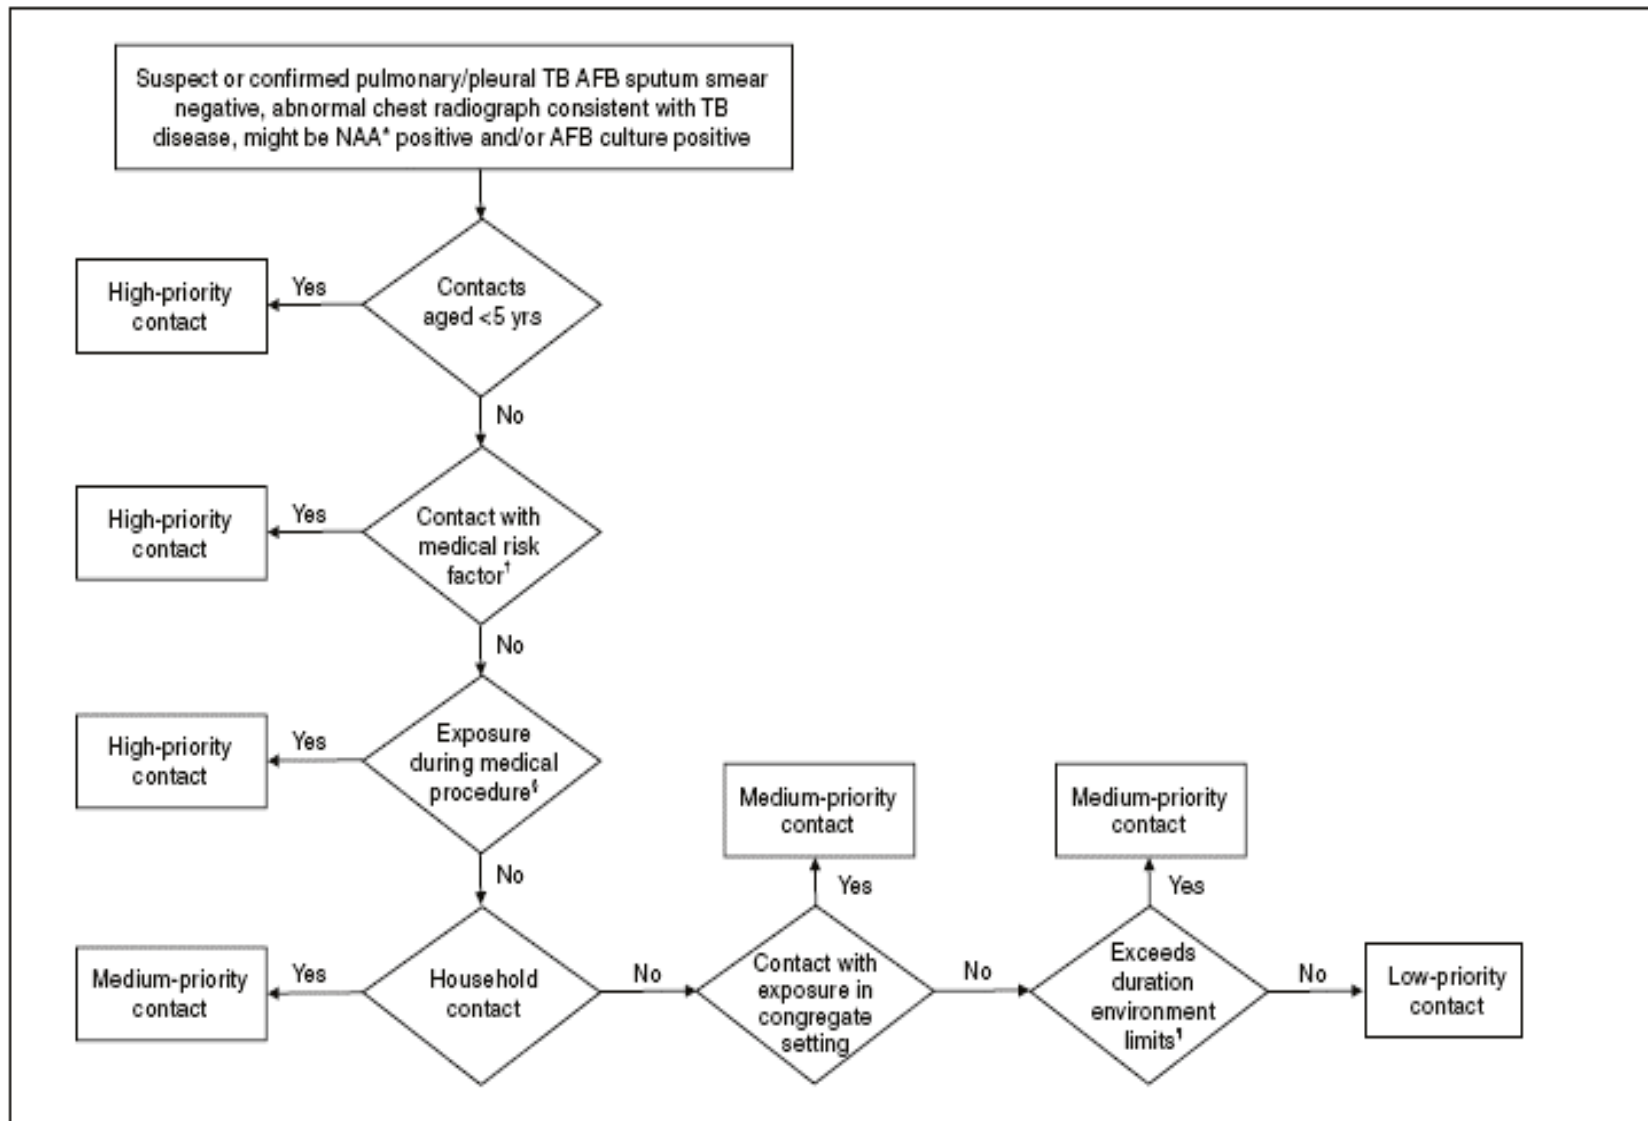 Suspect or confirmed pulmonary/pleural TB AFB sputum smear
negative, abnormal chest radiograph consistent with TB
disease, might be NAA* positive and/or AFB culture positive
High-priority
contact
Yes
Contacts
aged <5 yrs
No
High-priority
contact
Yes
Contact with
medical risk
factor†
No
High-priority
contact
Yes
Exposure
during medical
procedure§
No
Medium-priority
contact
Yes
Household
contact
No
Medium-priority
contact
Yes
Contact with
exposure in
congregate
setting
No
Medium-priority
contact
Yes
Exceeds
duration
environment
limits¶
No
Low-priority
contact